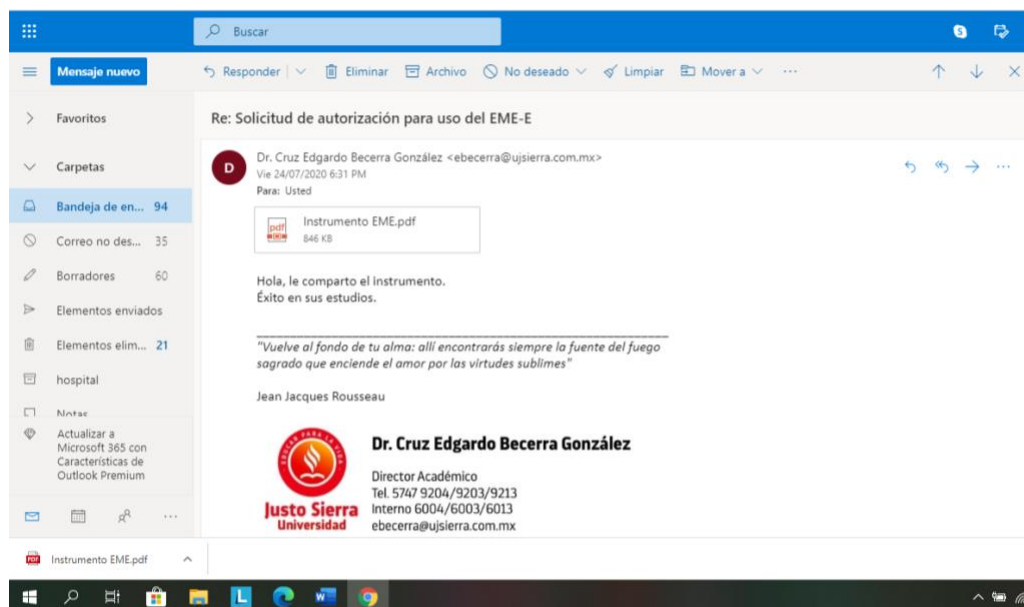 Buscar
Mensaje nuevo
Responder
Eliminar
Archivo
No deseado
Limpiar
Mover a
Favoritos
Carpetas
Bandeja de en... 94
Correo no des... 35
Borradores 60
Elementos enviados
Elementos elim... 21
hospital
Notas
Actualizar a
Microsoft 365 con
Características de
Outlook Premium
Re: Solicitud de autorización para uso del EME-E
D
Dr. Cruz Edgardo Becerra González <ebecerra@ujsierra.com.mx>
Vie 24/07/2020 6:31 PM
Para: Usted
pdf
Instrumento EME.pdf
846 KB
Hola, le comparto el instrumento.
Éxito en sus estudios.
"Vuelve al fondo de tu alma: allí encontrarás siempre la fuente del fuego
sagrado que enciende el amor por las virtudes sublimes"
Jean Jacques Rousseau
EDUCAR PARA LA VIDA
Justo Sierra
Universidad
Dr. Cruz Edgardo Becerra González
Director Académico
Tel. 5747 9204/9203/9213
Interno 6004/6003/6013
ebecerra@ujsierra.com.mx
PDF
Instrumento EME.pdf